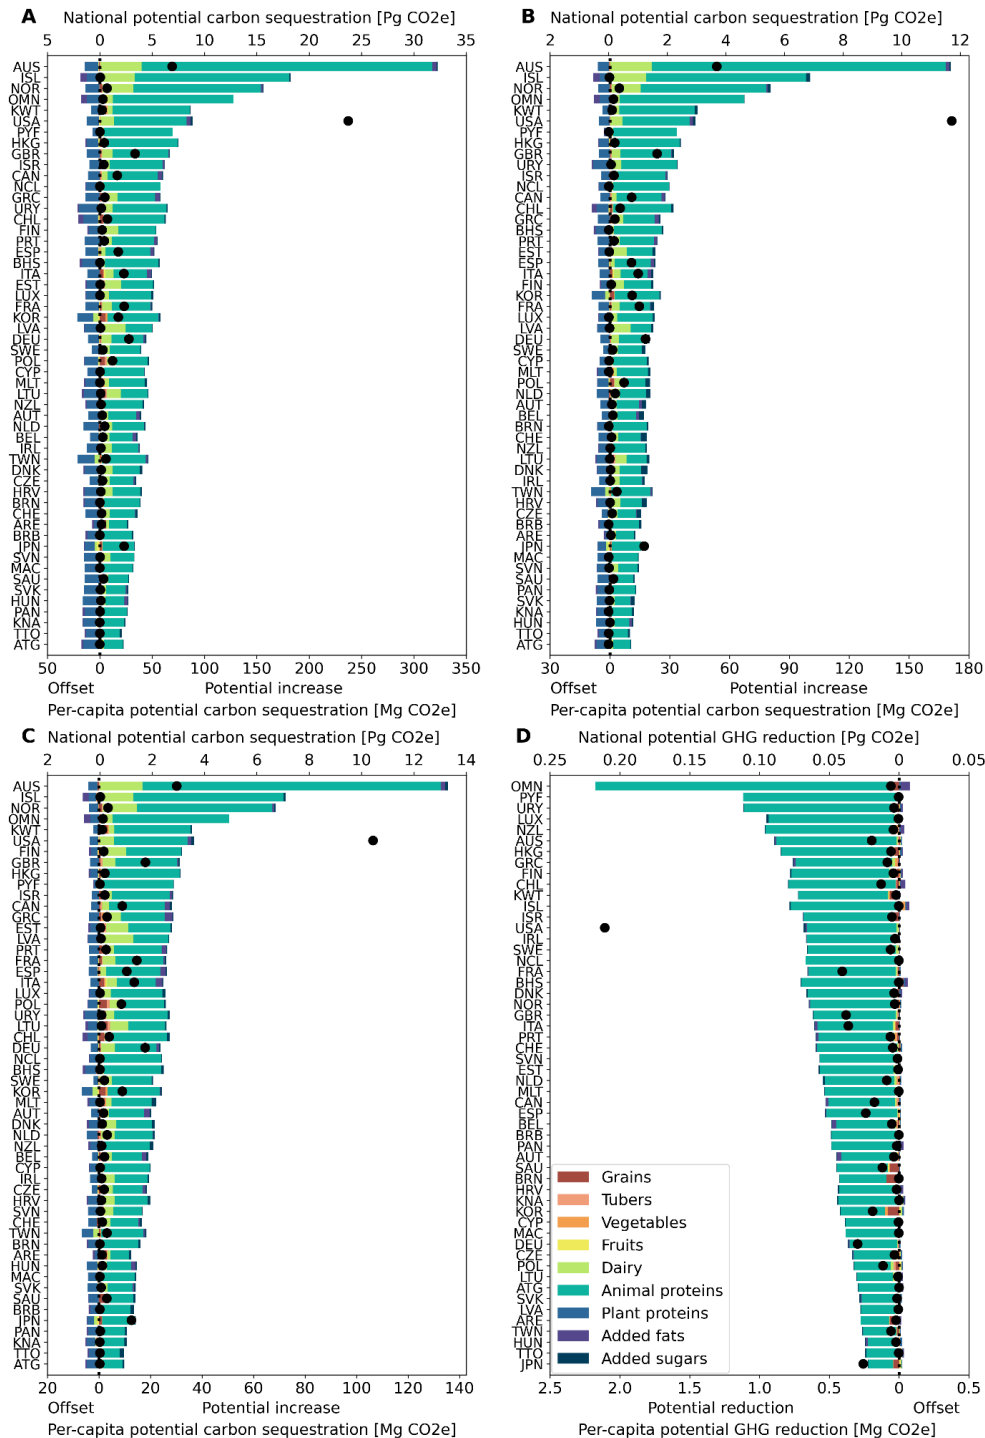 A National potential carbon sequestration [Pg CO2e]
5 0 5 10 15 20 25 30 35
AUS
ISL
NOR
OMN
KWT
USA
PYF
HKG
GBR
ISR
CAN
NCL
GRC
URY
CHL
FIN
PRT
ESP
BHS
ITA
EST
LUX
FRA
KOR
LVA
DEU
SWE
POL
CYP
MLT
LTU
NZL
AUT
NLD
BEL
IRL
TWN
DNK
CZE
HRV
BRN
CHE
ARE
BRB
JPN
SVN
MAC
SAU
SVK
HUN
PAN
KNA
TTO
ATG
50 0 50 100 150 200 250 300 350
Offset Potential increase
Per-capita potential carbon sequestration [Mg CO2e]
B National potential carbon sequestration [Pg CO2e]
2 0 2 4 6 8 10 12
AUS
ISL
NOR
OMN
KWT
USA
PYF
HKG
GBR
URY
ISR
NCL
CAN
CHL
GRC
BHS
PRT
EST
ESP
ITA
FIN
KOR
FRA
LUX
LVA
DEU
SWE
CYP
MLT
POL
NLD
AUT
BEL
BRN
CHE
NZL
LTU
DNK
IRL
TWN
HRV
CZE
BRB
ARE
JPN
MAC
SVN
SAU
PAN
SVK
KNA
HUN
TTO
ATG
30 0 30 60 90 120 150 180
Offset Potential increase
Per-capita potential carbon sequestration [Mg CO2e]
C National potential carbon sequestration [Pg CO2e]
2 0 2 4 6 8 10 12 14
AUS
ISL
NOR
OMN
KWT
USA
FIN
GBR
HKG
PYF
ISR
CAN
GRC
EST
LVA
PRT
FRA
ESP
ITA
LUX
POL
URY
LTU
CHL
DEU
NCL
BHS
SWE
KOR
MLT
AUT
DNK
NLD
NZL
BEL
CYP
IRL
CZE
HRV
SVN
CHE
TWN
BRN
ARE
HUN
MAC
SVK
SAU
BRB
JPN
PAN
KNA
TTO
ATG
20 0 20 40 60 80 100 120 140
Offset Potential increase
Per-capita potential carbon sequestration [Mg CO2e]
D National potential GHG reduction [Pg CO2e]
0.25 0.20 0.15 0.10 0.05 0 0.05
OMN
PYF
URY
LUX
NZL
AUS
HKG
GRC
FIN
CHL
KWT
ISL
ISR
USA
IRL
SWE
NCL
FRA
BHS
DNK
NOR
GBR
ITA
PRT
CHE
SVN
EST
NLD
MLT
CAN
ESP
BEL
BRB
PAN
AUT
SAU
BRN
HRV
KNA
KOR
CYP
MAC
DEU
CZE
POL
LTU
ATG
SVK
LVA
ARE
TWN
HUN
TTO
JPN
Grains
Tubers
Vegetables
Fruits
Dairy
Animal proteins
Plant proteins
Added fats
Added sugars
2.5 2.0 1.5 1.0 0.5 0 0.5
Potential reduction Offset
Per-capita potential GHG reduction [Mg CO2e]